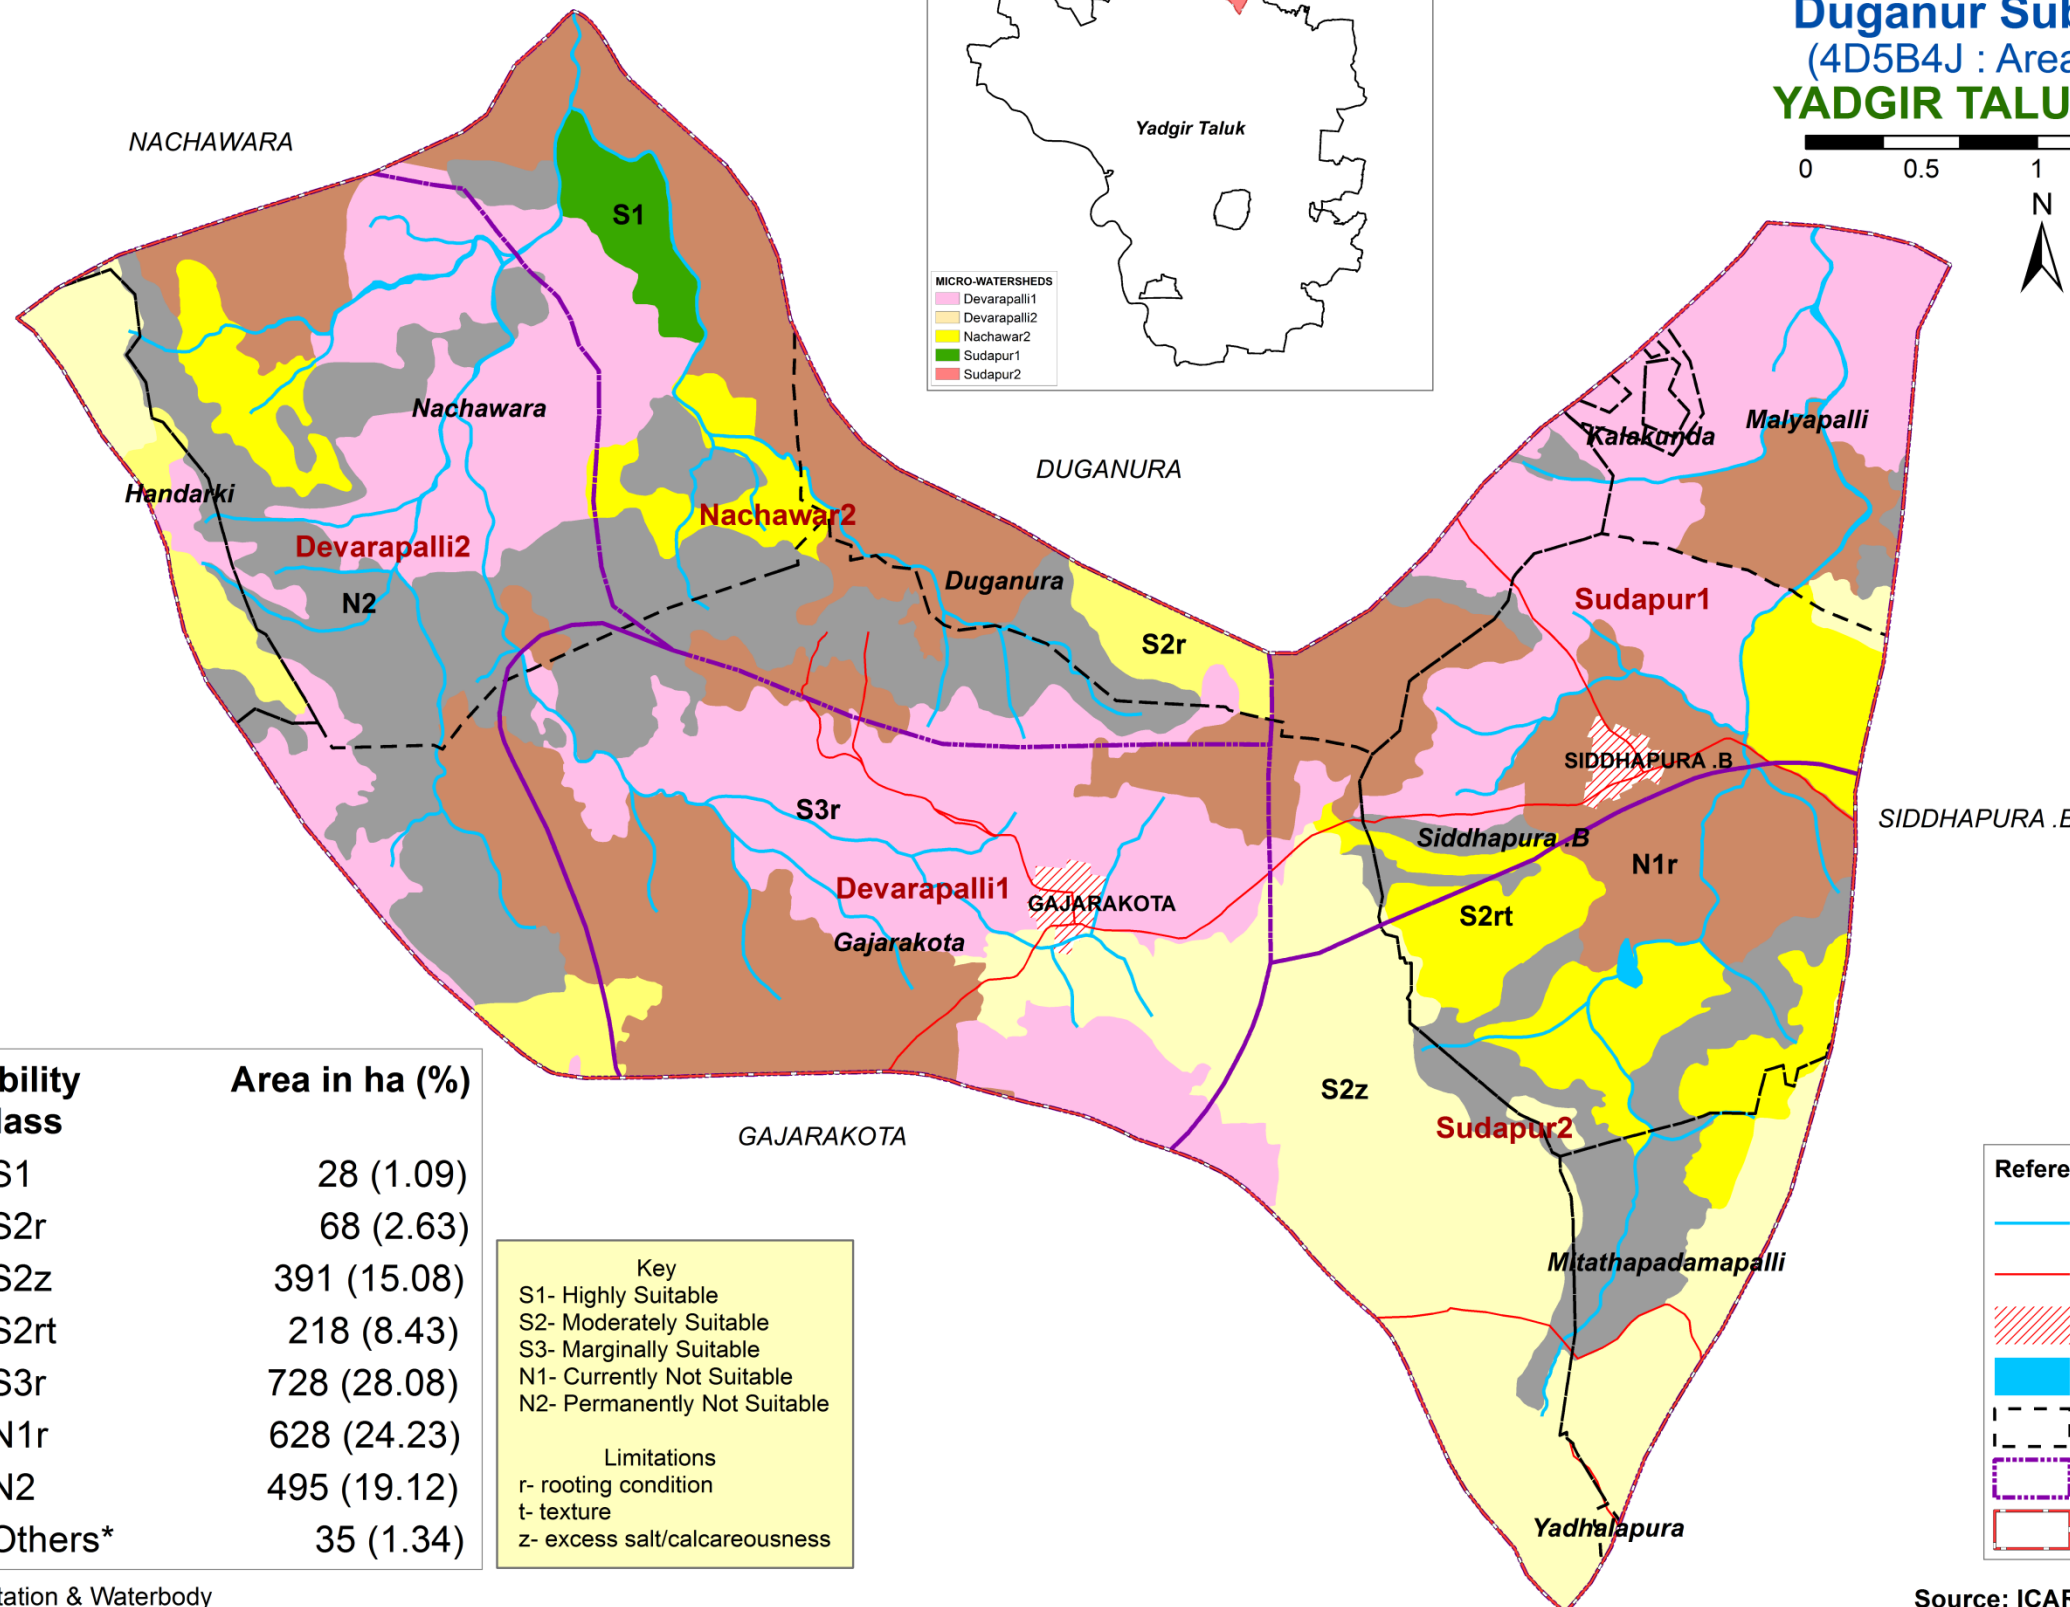 Duganur Sub
(4D5B4J : Area
YADGIR TALU
0 0.5 1
N
Yadgir Taluk
MICRO-WATERSHEDS
Devarapalli1
Devarapalli2
Nachawar2
Sudapur1
Sudapur2
NACHAWARA
S1
Nachawara
Malyapalli
Kalakunda
DUGANURA
Handarki
Nachawar2
Devarapalli2
Duganura
N2
Sudapur1
S2r
SIDDHAPURA .B
S3r
SIDDHAPURA .B
Siddhapura .B
N1r
Devarapalli1
GAJARAKOTA
S2rt
Gajarakota
S2z
Sudapur2
GAJARAKOTA
Mitathapadamapalli
Yadhalapura
bility Area in ha (%)
lass
S1 28 (1.09)
S2r 68 (2.63)
S2z 391 (15.08)
S2rt 218 (8.43)
S3r 728 (28.08)
N1r 628 (24.23)
N2 495 (19.12)
Others* 35 (1.34)
tation & Waterbody
Key
S1- Highly Suitable
S2- Moderately Suitable
S3- Marginally Suitable
N1- Currently Not Suitable
N2- Permanently Not Suitable
Limitations
r- rooting condition
t- texture
z- excess salt/calcareousness
Refere
Source: ICAR